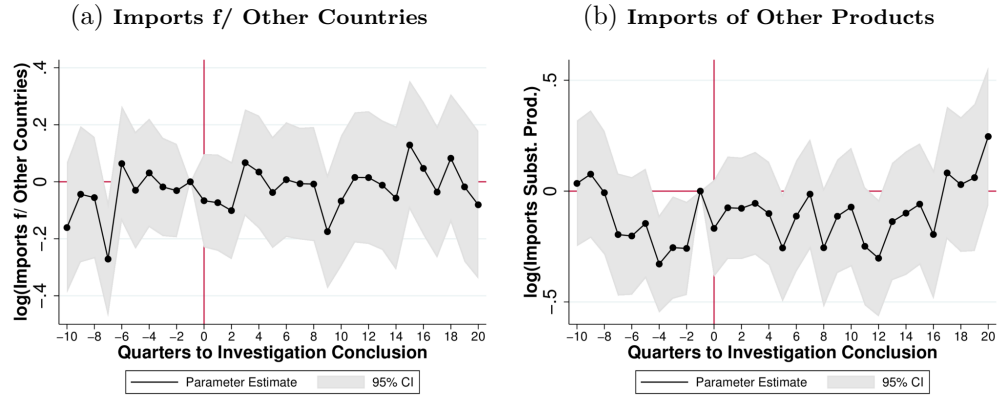 (a) Imports f/ Other Countries
log(Imports f/ Other Countries)
.4
.2
0
-.2
-.4
-10 -8 -6 -4 -2 0 2 4 6 8 10 12 14 16 18 20
Quarters to Investigation Conclusion
Parameter Estimate 95% CI
(b) Imports of Other Products
log(Imports Subst. Prod.)
.5
0
-.5
-10 -8 -6 -4 -2 0 2 4 6 8 10 12 14 16 18 20
Quarters to Investigation Conclusion
Parameter Estimate 95% CI